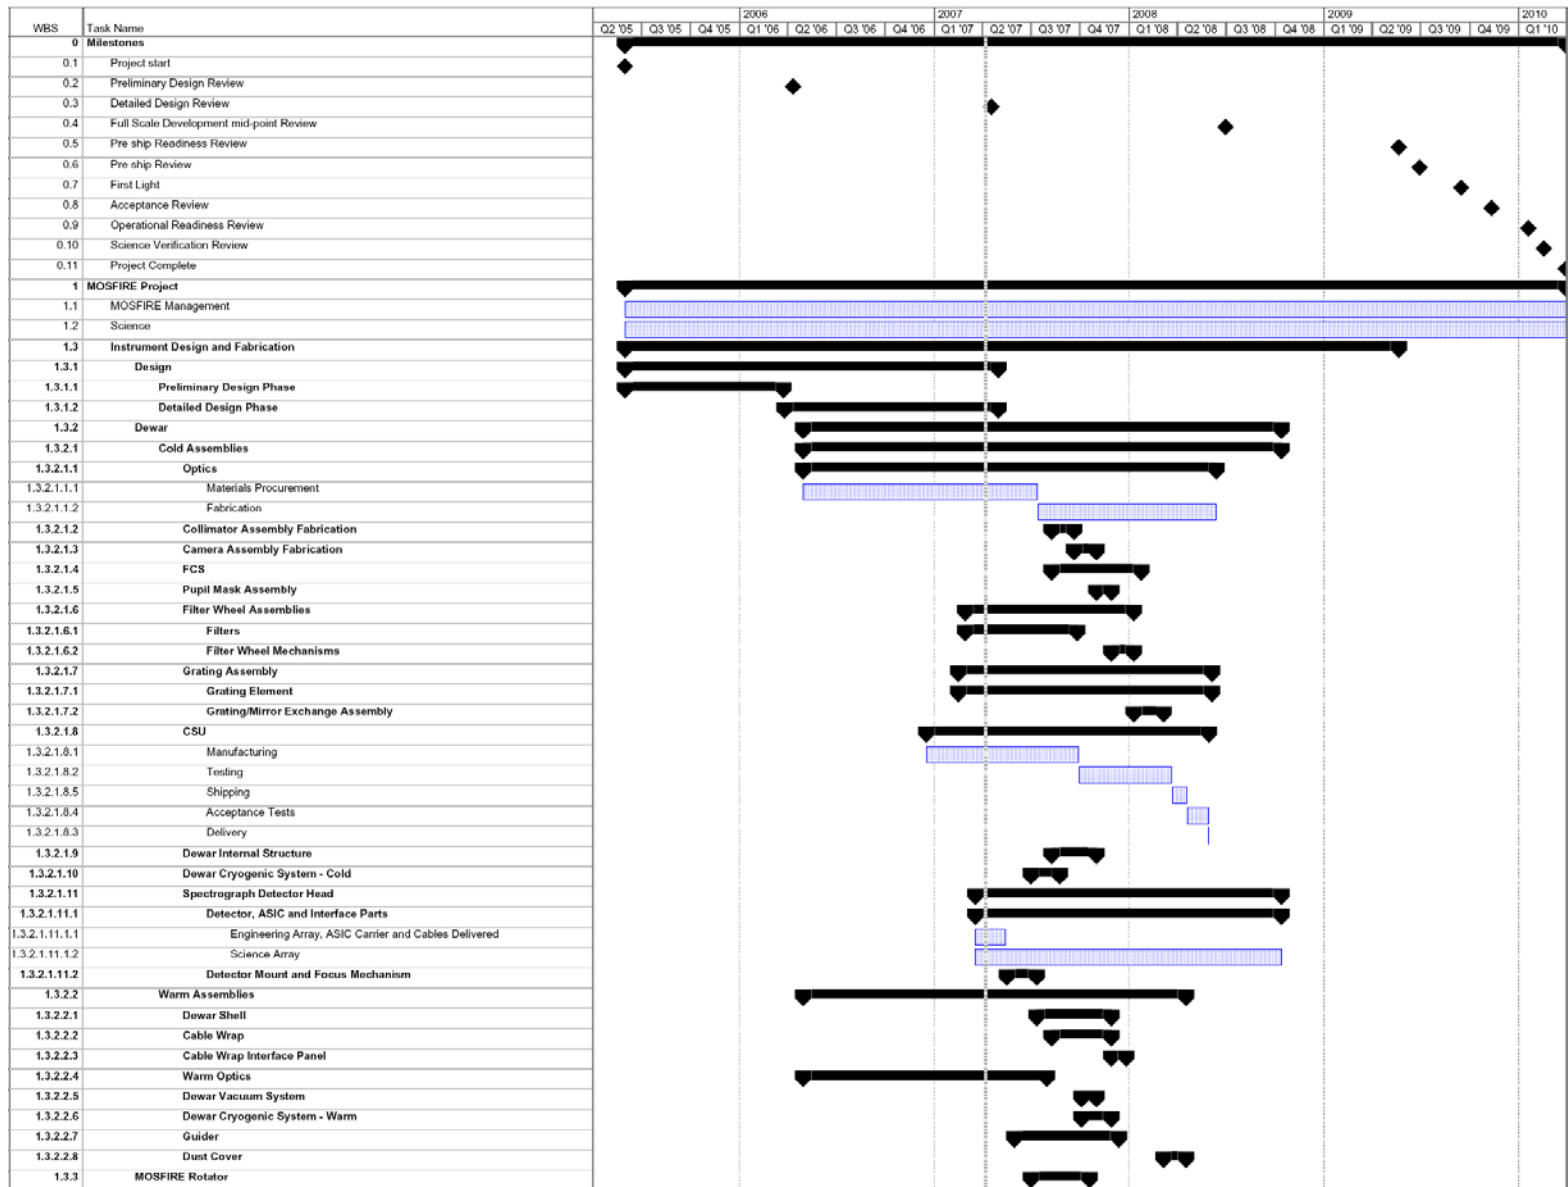 2006 2007 2008 2009 2010
WBS Task Name Q2 '05 Q3 '05 Q4 '05 Q1 '06 Q2 '06 Q3 '06 Q4 '06 Q1 '07 Q2 '07 Q3 '07 Q4 '07 Q1 '08 Q2 '08 Q3 '08 Q4 '08 Q1 '09 Q2 '09 Q3 '09 Q4 '09 Q1 '10
0 Milestones
0.1 Project start
0.2 Preliminary Design Review
0.3 Detailed Design Review
0.4 Full Scale Development mid-point Review
0.5 Pre ship Readiness Review
0.6 Pre ship Review
0.7 First Light
0.8 Acceptance Review
0.9 Operational Readiness Review
0.10 Science Verification Review
0.11 Project Complete
1 MOSFIRE Project
1.1 MOSFIRE Management
1.2 Science
1.3 Instrument Design and Fabrication
1.3.1 Design
1.3.1.1 Preliminary Design Phase
1.3.1.2 Detailed Design Phase
1.3.2 Dewar
1.3.2.1 Cold Assemblies
1.3.2.1.1 Optics
1.3.2.1.1.1 Materials Procurement
1.3.2.1.1.2 Fabrication
1.3.2.1.2 Collimator Assembly Fabrication
1.3.2.1.3 Camera Assembly Fabrication
1.3.2.1.4 FCS
1.3.2.1.5 Pupil Mask Assembly
1.3.2.1.6 Filter Wheel Assemblies
1.3.2.1.6.1 Filters
1.3.2.1.6.2 Filter Wheel Mechanisms
1.3.2.1.7 Grating Assembly
1.3.2.1.7.1 Grating Element
1.3.2.1.7.2 Grating/Mirror Exchange Assembly
1.3.2.1.8 CSU
1.3.2.1.8.1 Manufacturing
1.3.2.1.8.2 Testing
1.3.2.1.8.5 Shipping
1.3.2.1.8.4 Acceptance Tests
1.3.2.1.8.3 Delivery
1.3.2.1.9 Dewar Internal Structure
1.3.2.1.10 Dewar Cryogenic System - Cold
1.3.2.1.11 Spectrograph Detector Head
1.3.2.1.11.1 Detector, ASIC and Interface Parts
1.3.2.1.11.1.1 Engineering Array, ASIC Carrier and Cables Delivered
1.3.2.1.11.1.2 Science Array
1.3.2.1.11.2 Detector Mount and Focus Mechanism
1.3.2.2 Warm Assemblies
1.3.2.2.1 Dewar Shell
1.3.2.2.2 Cable Wrap
1.3.2.2.3 Cable Wrap Interface Panel
1.3.2.2.4 Warm Optics
1.3.2.2.5 Dewar Vacuum System
1.3.2.2.6 Dewar Cryogenic System - Warm
1.3.2.2.7 Guider
1.3.2.2.8 Dust Cover
1.3.3 MOSFIRE Rotator